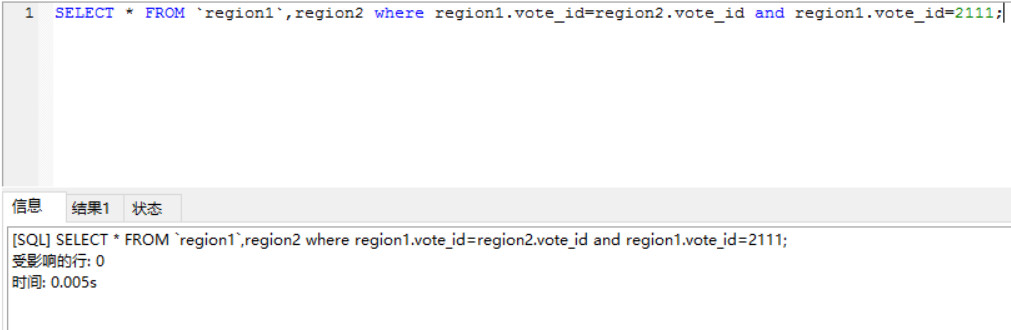 1 SELECT * FROM `region1`,region2 where region1.vote_id=region2.vote_id and region1.vote_id=2111;
信息 结果1 状态
[SQL] SELECT * FROM `region1`,region2 where region1.vote_id=region2.vote_id and region1.vote_id=2111;
受影响的行: 0
时间: 0.005s